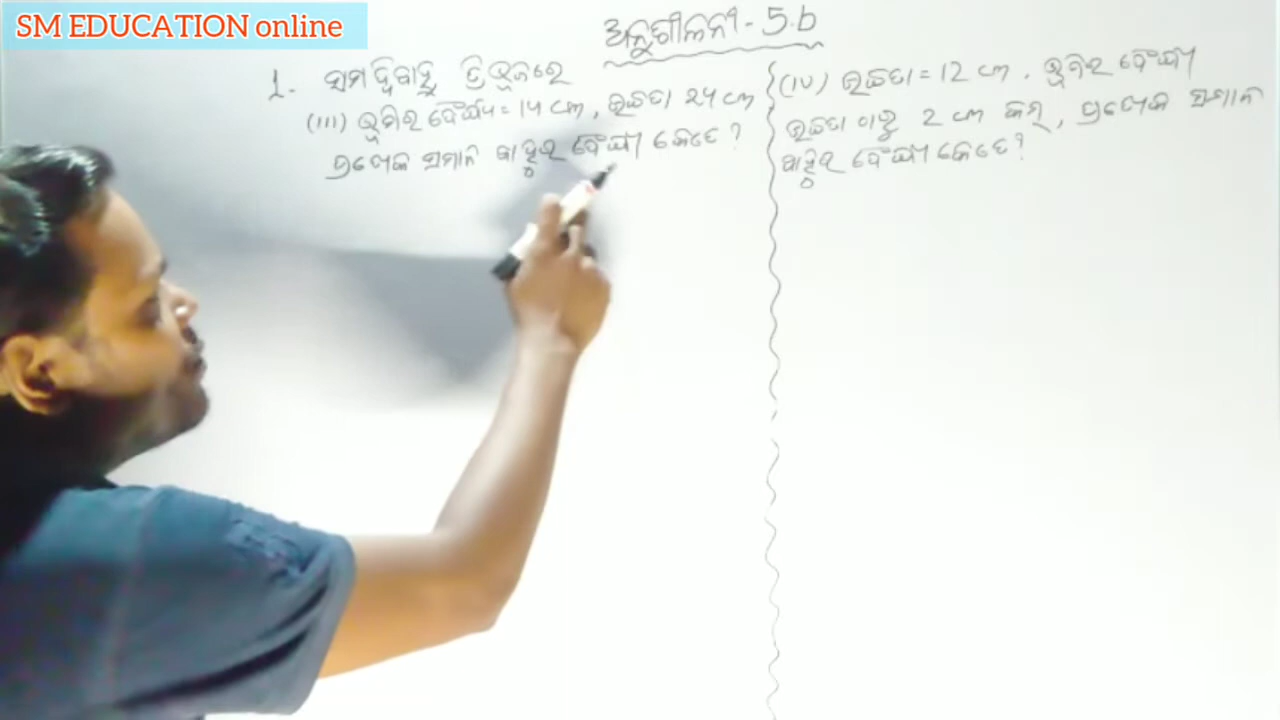 SM EDUCATION online
ଅନୁଶୀଳନୀ - 5.b
1. ସମଦ୍ୱିବାହୁ ତ୍ରିଭୁଜରେ
(iii) ଭୂମିର ଦୈର୍ଘ୍ୟ = 14 cm, ଉଚ୍ଚତା 24 cm
ପ୍ରତ୍ୟେକ ସମାନ ବାହୁର ଦୈର୍ଘ୍ୟ କେତେ ?
(iv) ଉଚ୍ଚତା = 12 cm. ଭୂମିର ଦୈର୍ଘ୍ୟ
ଉଚ୍ଚତା ଠାରୁ 2 cm କମ୍, ପ୍ରତ୍ୟେକ ସମାନ
ବାହୁର ଦୈର୍ଘ୍ୟ କେତେ ?